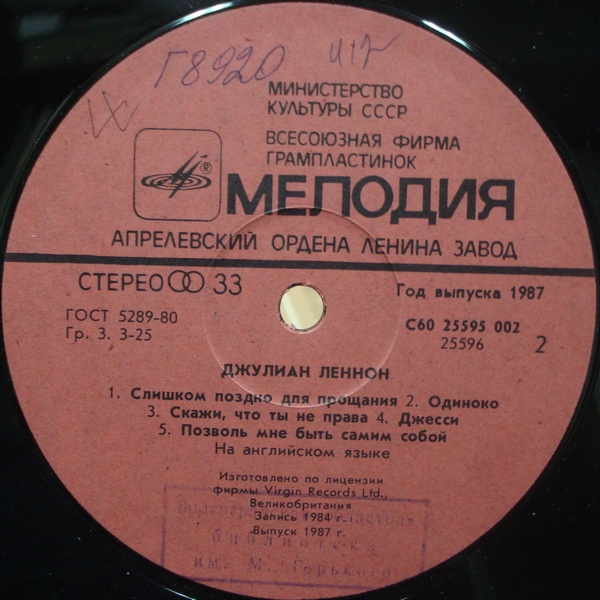 Г8920
МИНИСТЕРСТВО
КУЛЬТУРЫ СССР
ВСЕСОЮЗНАЯ ФИРМА
ГРАМПЛАСТИНОК
®
МЕЛОДИЯ
АПРЕЛЕВСКИЙ ОРДЕНА ЛЕНИНА ЗАВОД
СТЕРЕО 33
Год выпуска 1987
ГОСТ 5289-80
Гр. 3. 3-25
С60 25595 002
25596 2
ДЖУЛИАН ЛЕННОН
1. Слишком поздно для прощания 2. Одиноко
3. Скажи, что ты не права 4. Джесси
5. Позволь мне быть самим собой
На английском языке
Изготовлено по лицензии
фирмы Virgin Records Ltd.,
Великобритания
Запись 1984 г.
Выпуск 1987 г.
библиотека
им. М. Горького